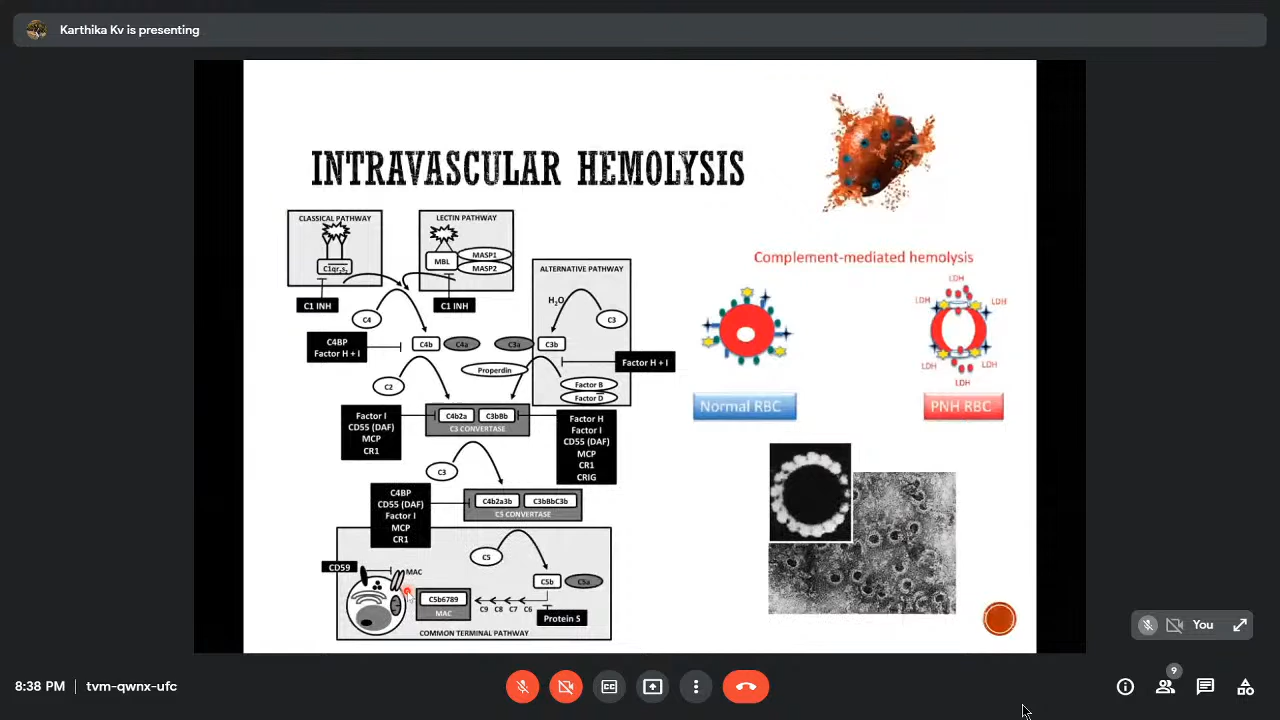 Karthika Kv is presenting
INTRAVASCULAR HEMOLYSIS
CLASSICAL PATHWAY
C1qr2s2
C1 INH
LECTIN PATHWAY
MBL
MASP1
MASP2
C1 INH
ALTERNATIVE PATHWAY
H2O
C3
C4
C4BP
Factor H + I
C4b
C4a
C3a
C3b
Properdin
Factor H + I
Factor B
Factor D
C2
Factor I
CD55 (DAF)
MCP
CR1
C4b2a
C3bBb
C3 CONVERTASE
Factor H
Factor I
CD55 (DAF)
MCP
CR1
CRIG
C3
C4BP
CD55 (DAF)
Factor I
MCP
CR1
C4b2a3b
C3bBbC3b
C5 CONVERTASE
C5
C5b
C5a
CD59
MAC
C5b6789
MAC
C9 C8 C7 C6
Protein S
COMMON TERMINAL PATHWAY
Complement-mediated hemolysis
Normal RBC
LDH
LDH
LDH
LDH
LDH
LDH
PNH RBC
You
8:38 PM | tvm-qwnx-ufc
CC
9